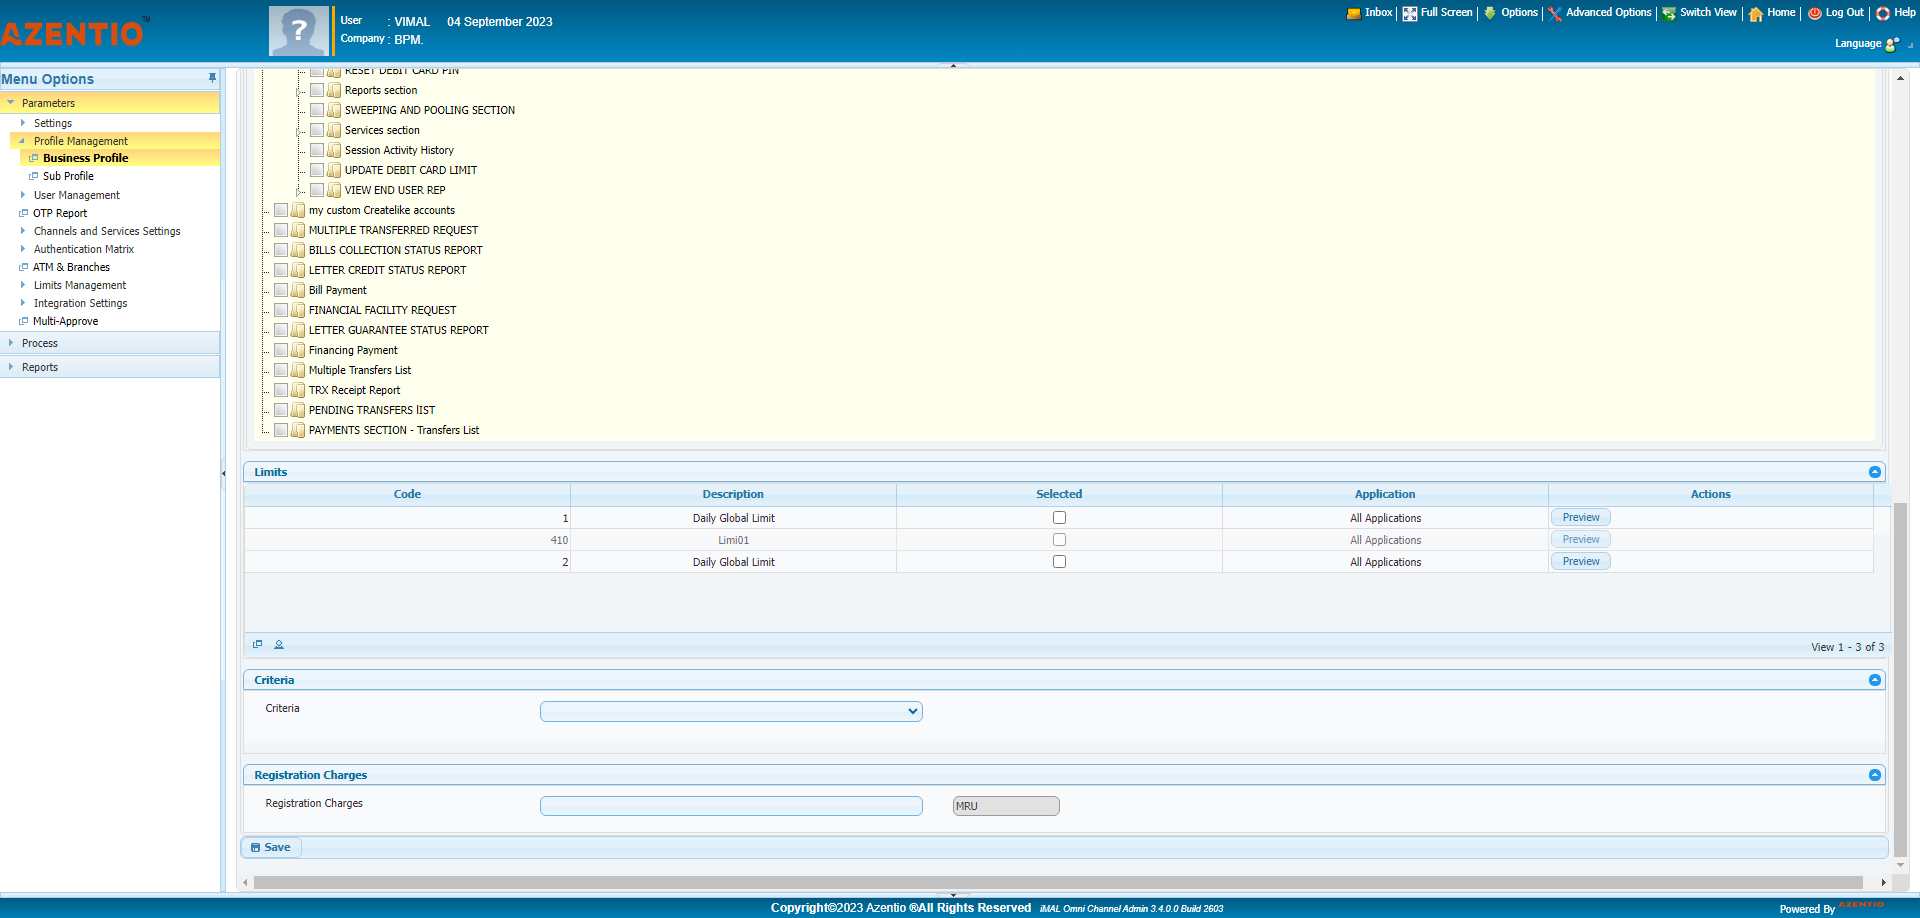 AZENTIO™
User : VIMAL 04 September 2023
Company : BPM.
Inbox Full Screen Options Advanced Options Switch View Home Log Out Help
Language
Menu Options
Parameters
Settings
Profile Management
Business Profile
Sub Profile
User Management
OTP Report
Channels and Services Settings
Authentication Matrix
ATM & Branches
Limits Management
Integration Settings
Multi-Approve
Process
Reports
RESET DEBIT CARD PIN
Reports section
SWEEPING AND POOLING SECTION
Services section
Session Activity History
UPDATE DEBIT CARD LIMIT
VIEW END USER REP
my custom Createlike accounts
MULTIPLE TRANSFERRED REQUEST
BILLS COLLECTION STATUS REPORT
LETTER CREDIT STATUS REPORT
Bill Payment
FINANCIAL FACILITY REQUEST
LETTER GUARANTEE STATUS REPORT
Financing Payment
Multiple Transfers List
TRX Receipt Report
PENDING TRANSFERS lIST
PAYMENTS SECTION - Transfers List
Limits
Code Description Selected Application Actions
1 Daily Global Limit All Applications Preview
410 Limi01 All Applications Preview
2 Daily Global Limit All Applications Preview
View 1 - 3 of 3
Criteria
Criteria
Registration Charges
Registration Charges MRU
Save
Copyright©2023 Azentio ®All Rights Reserved iMAL Omni Channel Admin 3.4.0.0 Build 2603
Powered By AZENTIO